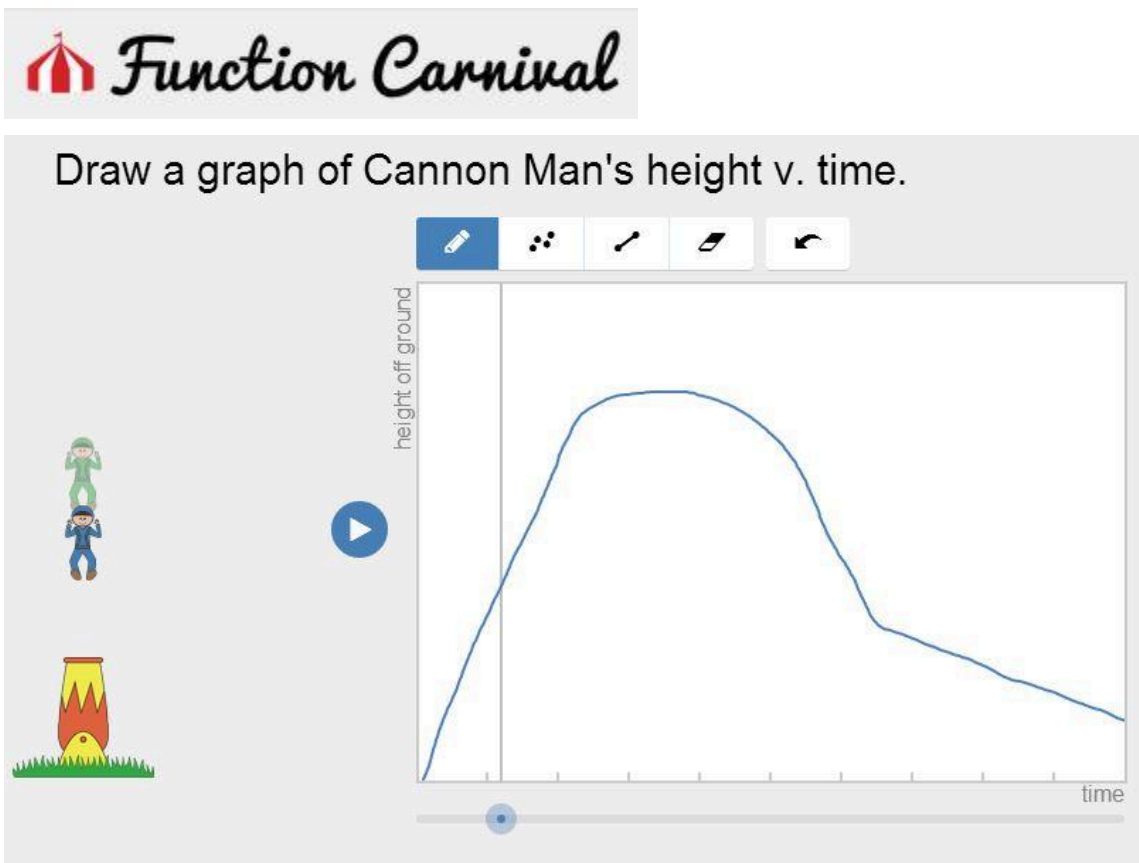 Function Carnival
Draw a graph of Cannon Man's height v. time.
height off ground
time